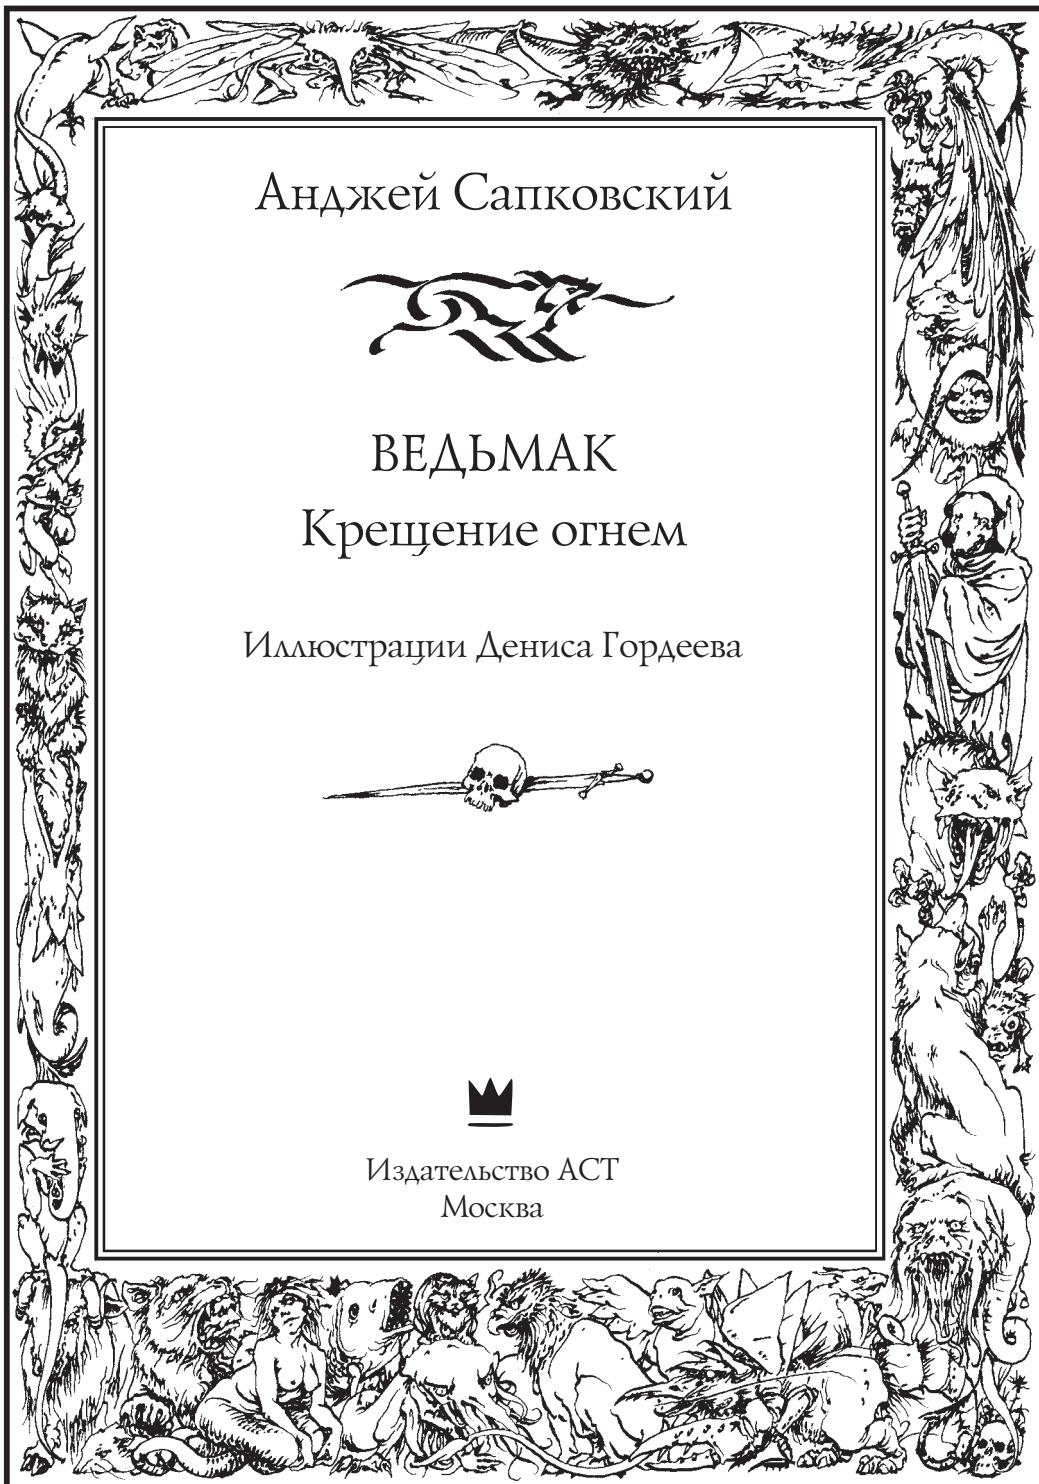 Анджей Сапковский
ВЕДЬМАК
Крещение огнем
Иллюстрации Дениса Гордеева
Издательство АСТ
Москва